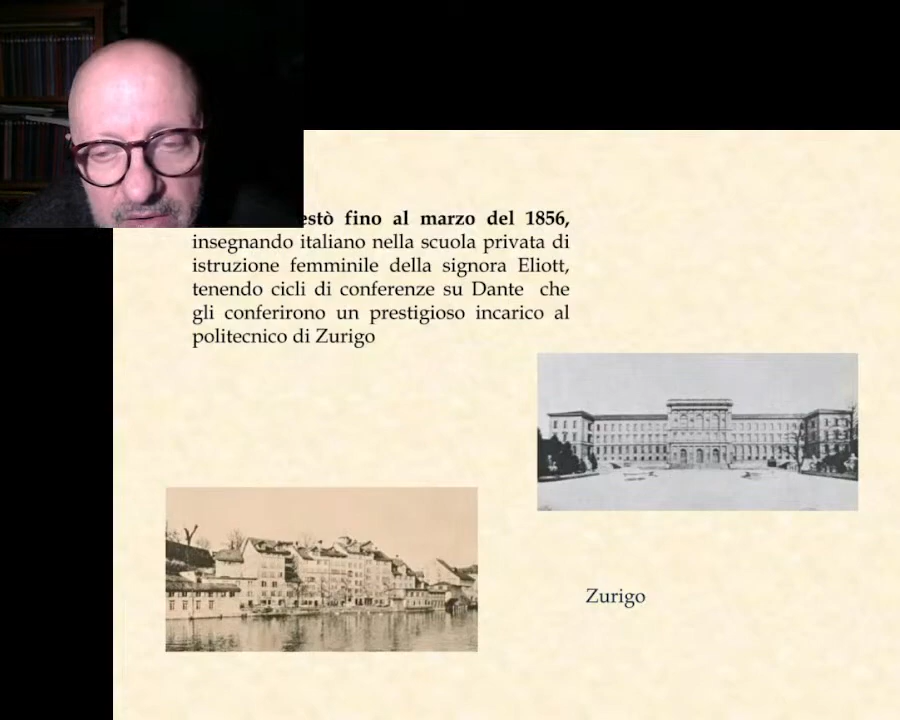 estò fino al marzo del 1856,
insegnando italiano nella scuola privata di
istruzione femminile della signora Eliott,
tenendo cicli di conferenze su Dante che
gli conferirono un prestigioso incarico al
politecnico di Zurigo
Zurigo